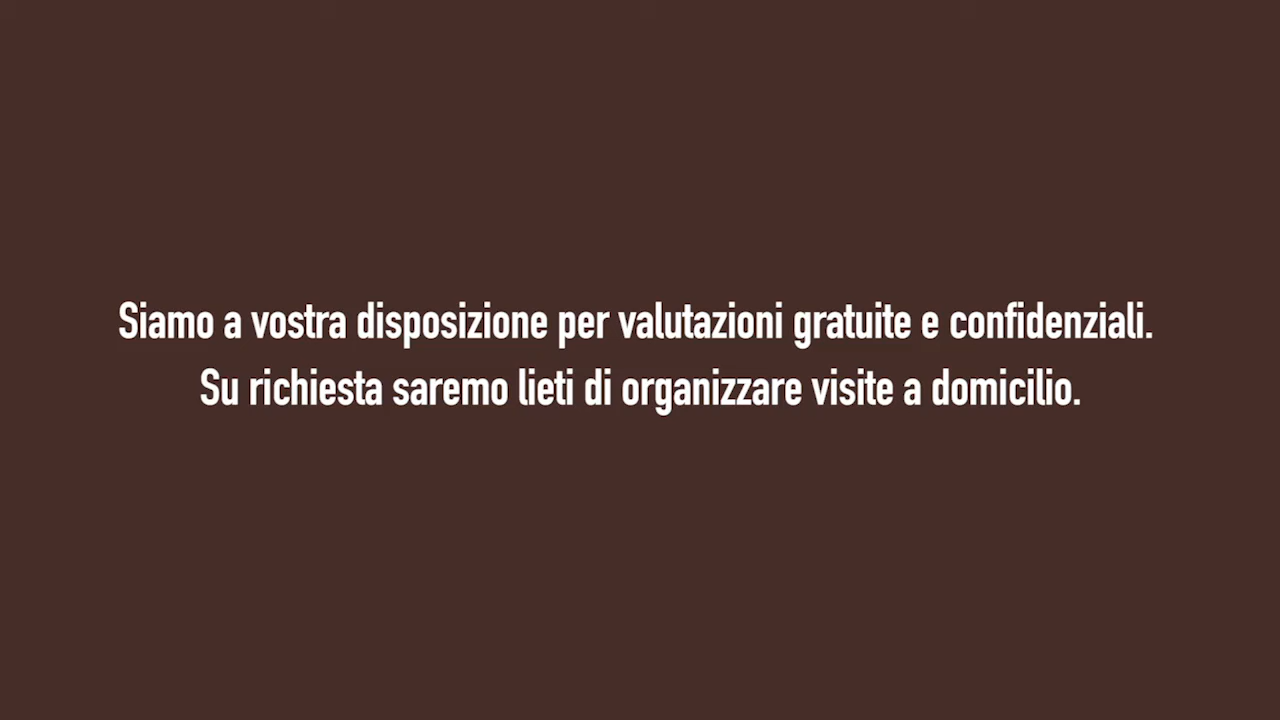 Siamo a vostra disposizione per valutazioni gratuite e confidenziali.
Su richiesta saremo lieti di organizzare visite a domicilio.